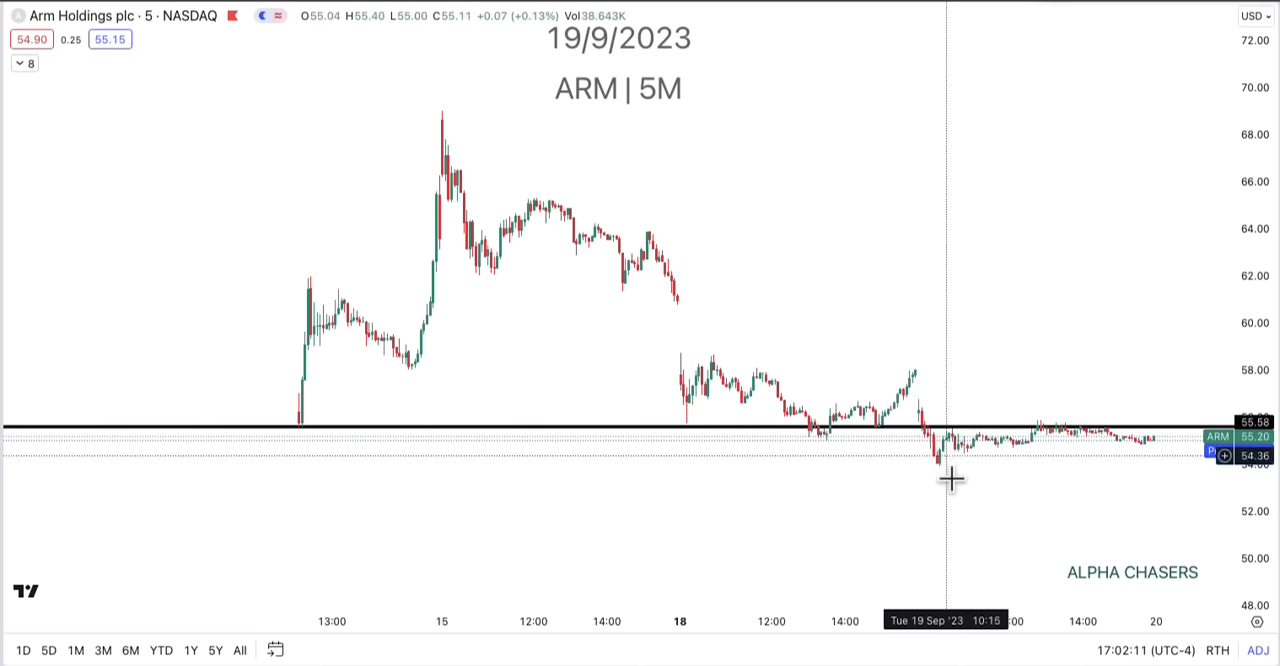 A Arm Holdings plc · 5 · NASDAQ O55.04 H55.40 L55.00 C55.11 +0.07 (+0.13%) Vol38.643K
USD
54.90 0.25 55.15
8
19/9/2023
ARM | 5M
72.00
70.00
68.00
66.00
64.00
62.00
60.00
58.00
55.58
ARM 55.20
54.36
52.00
50.00
ALPHA CHASERS
48.00
13:00 15 12:00 14:00 18 12:00 14:00 Tue 19 Sep '23 10:15 :00 14:00 20
1D 5D 1M 3M 6M YTD 1Y 5Y All 17:02:11 (UTC-4) RTH ADJ